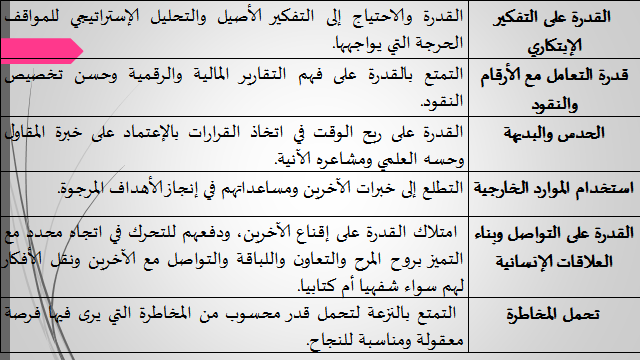 القدرة على التفكير
الإبتكاري
القدرة والاحتياج إلى التفكير الأصيل والتحليل الإستراتيجي للمواقف
الحرجة التي يواجهها.
قدرة التعامل مع الأرقام
والنقود
التمتع بالقدرة على فهم التقارير المالية والرقمية وحسن تخصيص
النقود.
الحدس والبديهة
القدرة على ربح الوقت في اتخاذ القرارات بالإعتماد على خبرة المقاول
وحسه العلمي ومشاعره الآنية.
استخدام الموارد الخارجية
التطلع إلى خبرات الآخرين ومساعداتهم في إنجاز الأهداف المرجوة.
القدرة على التواصل وبناء
العلاقات الإنسانية
امتلاك القدرة على إقناع الآخرين، ودفعهم للتحرك في اتجاه محدد مع
التميز بروح المرح والتعاون واللباقة والتواصل مع الآخرين ونقل الأفكار
لهم سواء شفهيا أم كتابيا.
تحمل المخاطرة
التمتع بالنزعة لتحمل قدر محسوب من المخاطرة التي يرى فيها فرصة
معقولة ومناسبة للنجاح.